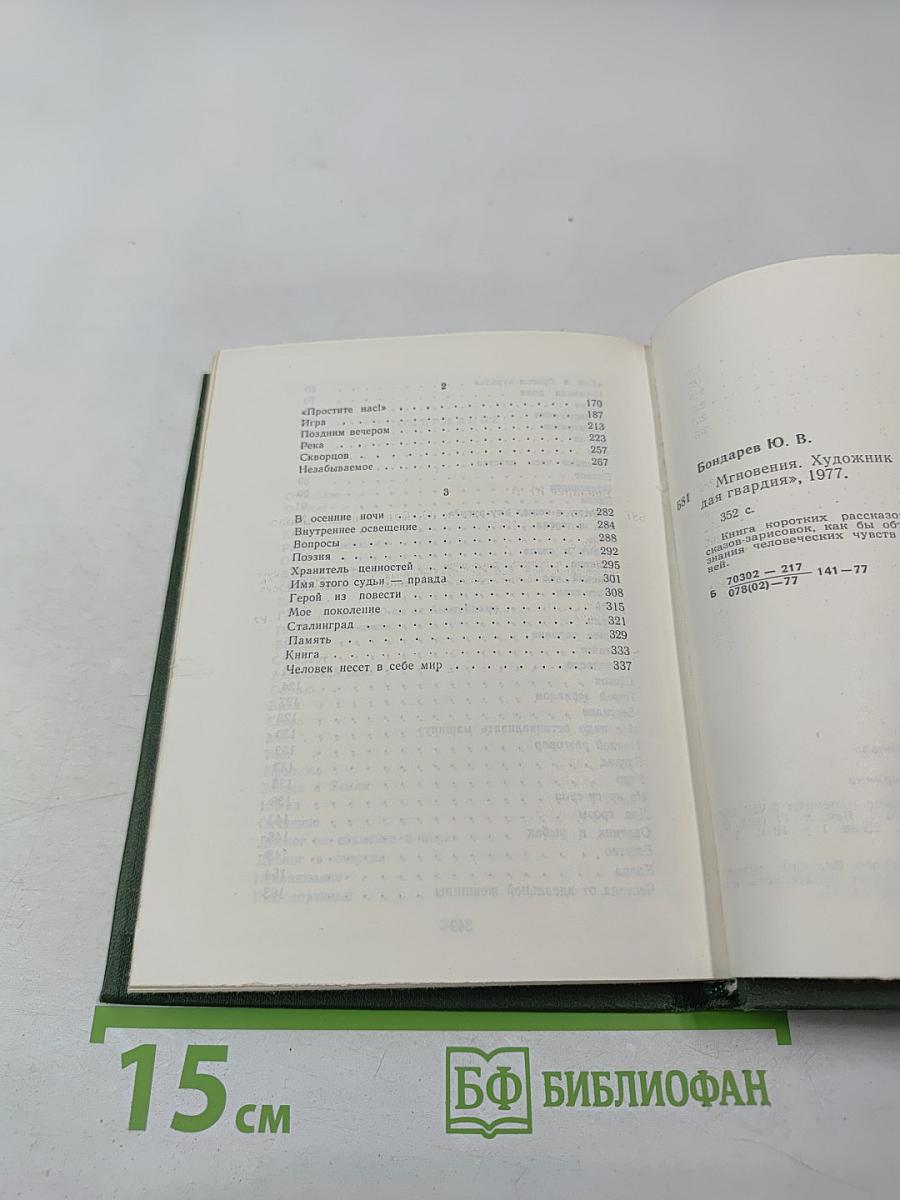 2
«Простите нас!» 170
Игра 187
Поздним вечером 213
Река 223
Скворцов 257
Незабываемое 267
3
В осенние ночи 282
Внутреннее освещение 284
Вопросы 288
Поэзия 292
Хранитель ценностей 295
Имя этого судьи — правда 301
Герой из повести 308
Мое поколение 315
Сталинград 321
Память 329
Книга 333
Человек несет в себе мир 337
Бондарев Ю. В.
Б81 Мгновения. Художник
дая гвардия», 1977.
352 с.
Книга коротких рассказов
сказов-зарисовок, как бы
знания человеческих чувств
ней.
Б 70302 — 217
078(02)—77 141—77
15 см
БФ БИБЛИОФАН